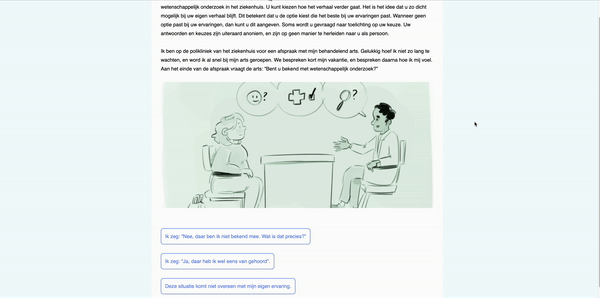 wetenschappelijk onderzoek in het ziekenhuis. U kunt kiezen hoe het verhaal verder gaat. Het is het idee dat u zo dicht
mogelijk bij uw eigen verhaal blijft. Dit betekent dat u de optie kiest die het beste bij uw ervaringen past. Wanneer geen
optie past bij uw ervaringen, dan kunt u dit aangeven. Soms wordt u gevraagd naar toelichting op uw keuze. Uw
antwoorden en keuzes zijn uiteraard anoniem, en zijn op geen manier te herleiden naar u als persoon.
Ik ben op de polikliniek van het ziekenhuis voor een afspraak met mijn behandelend arts. Gelukkig hoef ik niet zo lang te
wachten, en word ik al snel bij mijn arts geroepen. We bespreken kort mijn vakantie, en bespreken daarna hoe ik mij voel.
Aan het einde van de afspraak vraagt de arts: "Bent u bekend met wetenschappelijk onderzoek?"
? ?
Ik zeg: "Nee, daar ben ik niet bekend mee. Wat is dat precies?"
Ik zeg: "Ja, daar heb ik wel eens van gehoord".
Deze situatie komt niet overeen met mijn eigen ervaring.